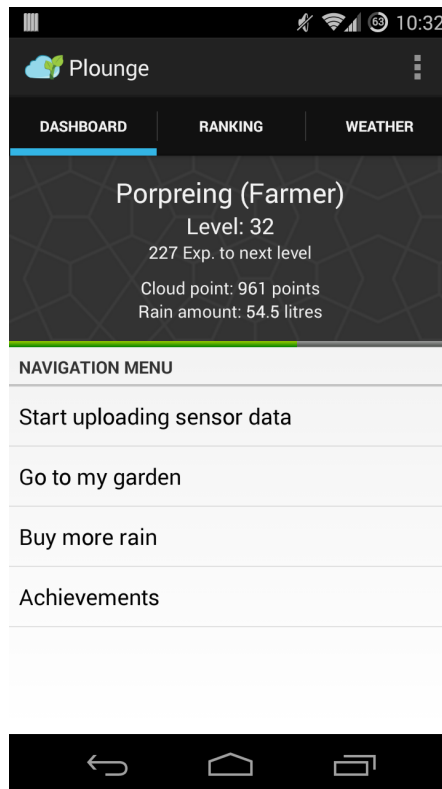 63 10:32
Plounge
DASHBOARD RANKING WEATHER
Porpreing (Farmer)
Level: 32
227 Exp. to next level
Cloud point: 961 points
Rain amount: 54.5 litres
NAVIGATION MENU
Start uploading sensor data
Go to my garden
Buy more rain
Achievements